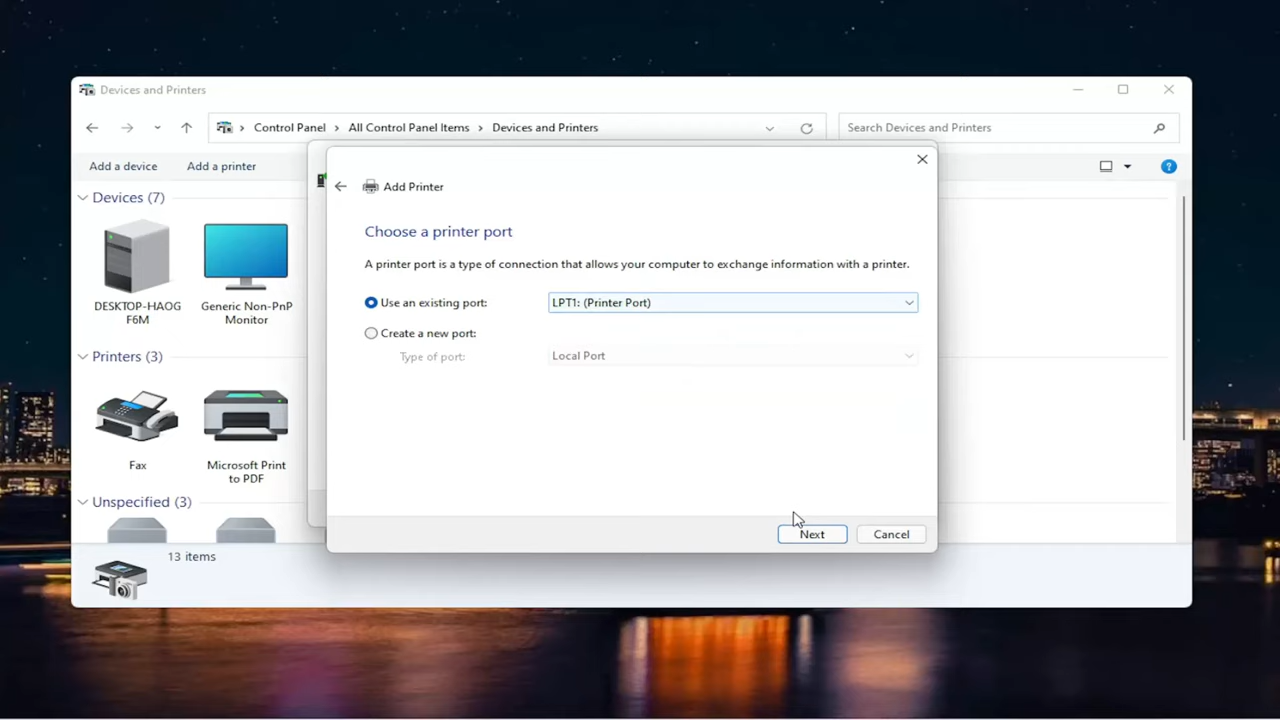 Devices and Printers
Control Panel > All Control Panel Items > Devices and Printers
Search Devices and Printers
Add a device
Add a printer
?
Devices (7)
DESKTOP-HAOG
F6M
Generic Non-PnP
Monitor
Printers (3)
Fax
Microsoft Print
to PDF
Unspecified (3)
13 items
Add Printer
Choose a printer port
A printer port is a type of connection that allows your computer to exchange information with a printer.
Use an existing port:
LPT1: (Printer Port)
Create a new port:
Type of port:
Local Port
Next
Cancel